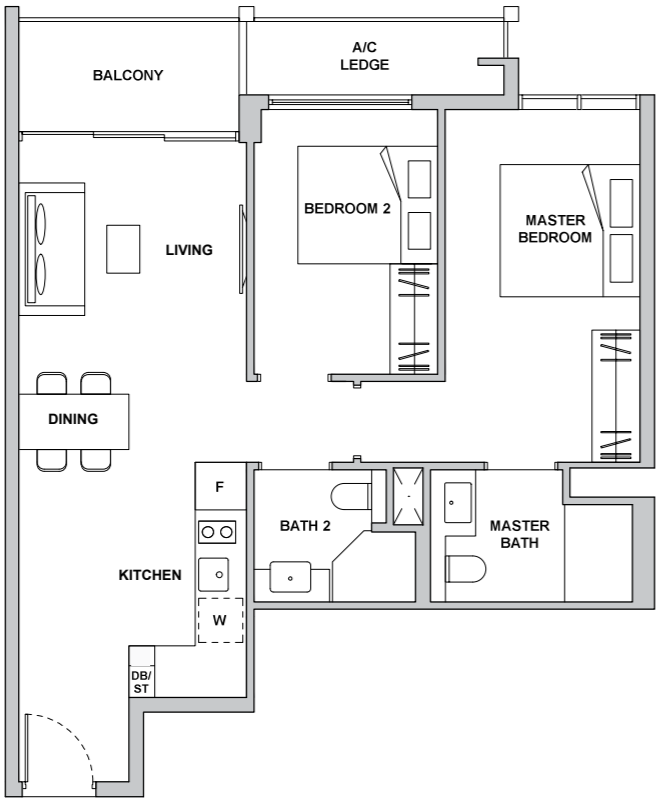 BALCONY
A/C
LEDGE
BEDROOM 2
MASTER
BEDROOM
LIVING
DINING
F
BATH 2
MASTER
BATH
KITCHEN
W
DB/
ST